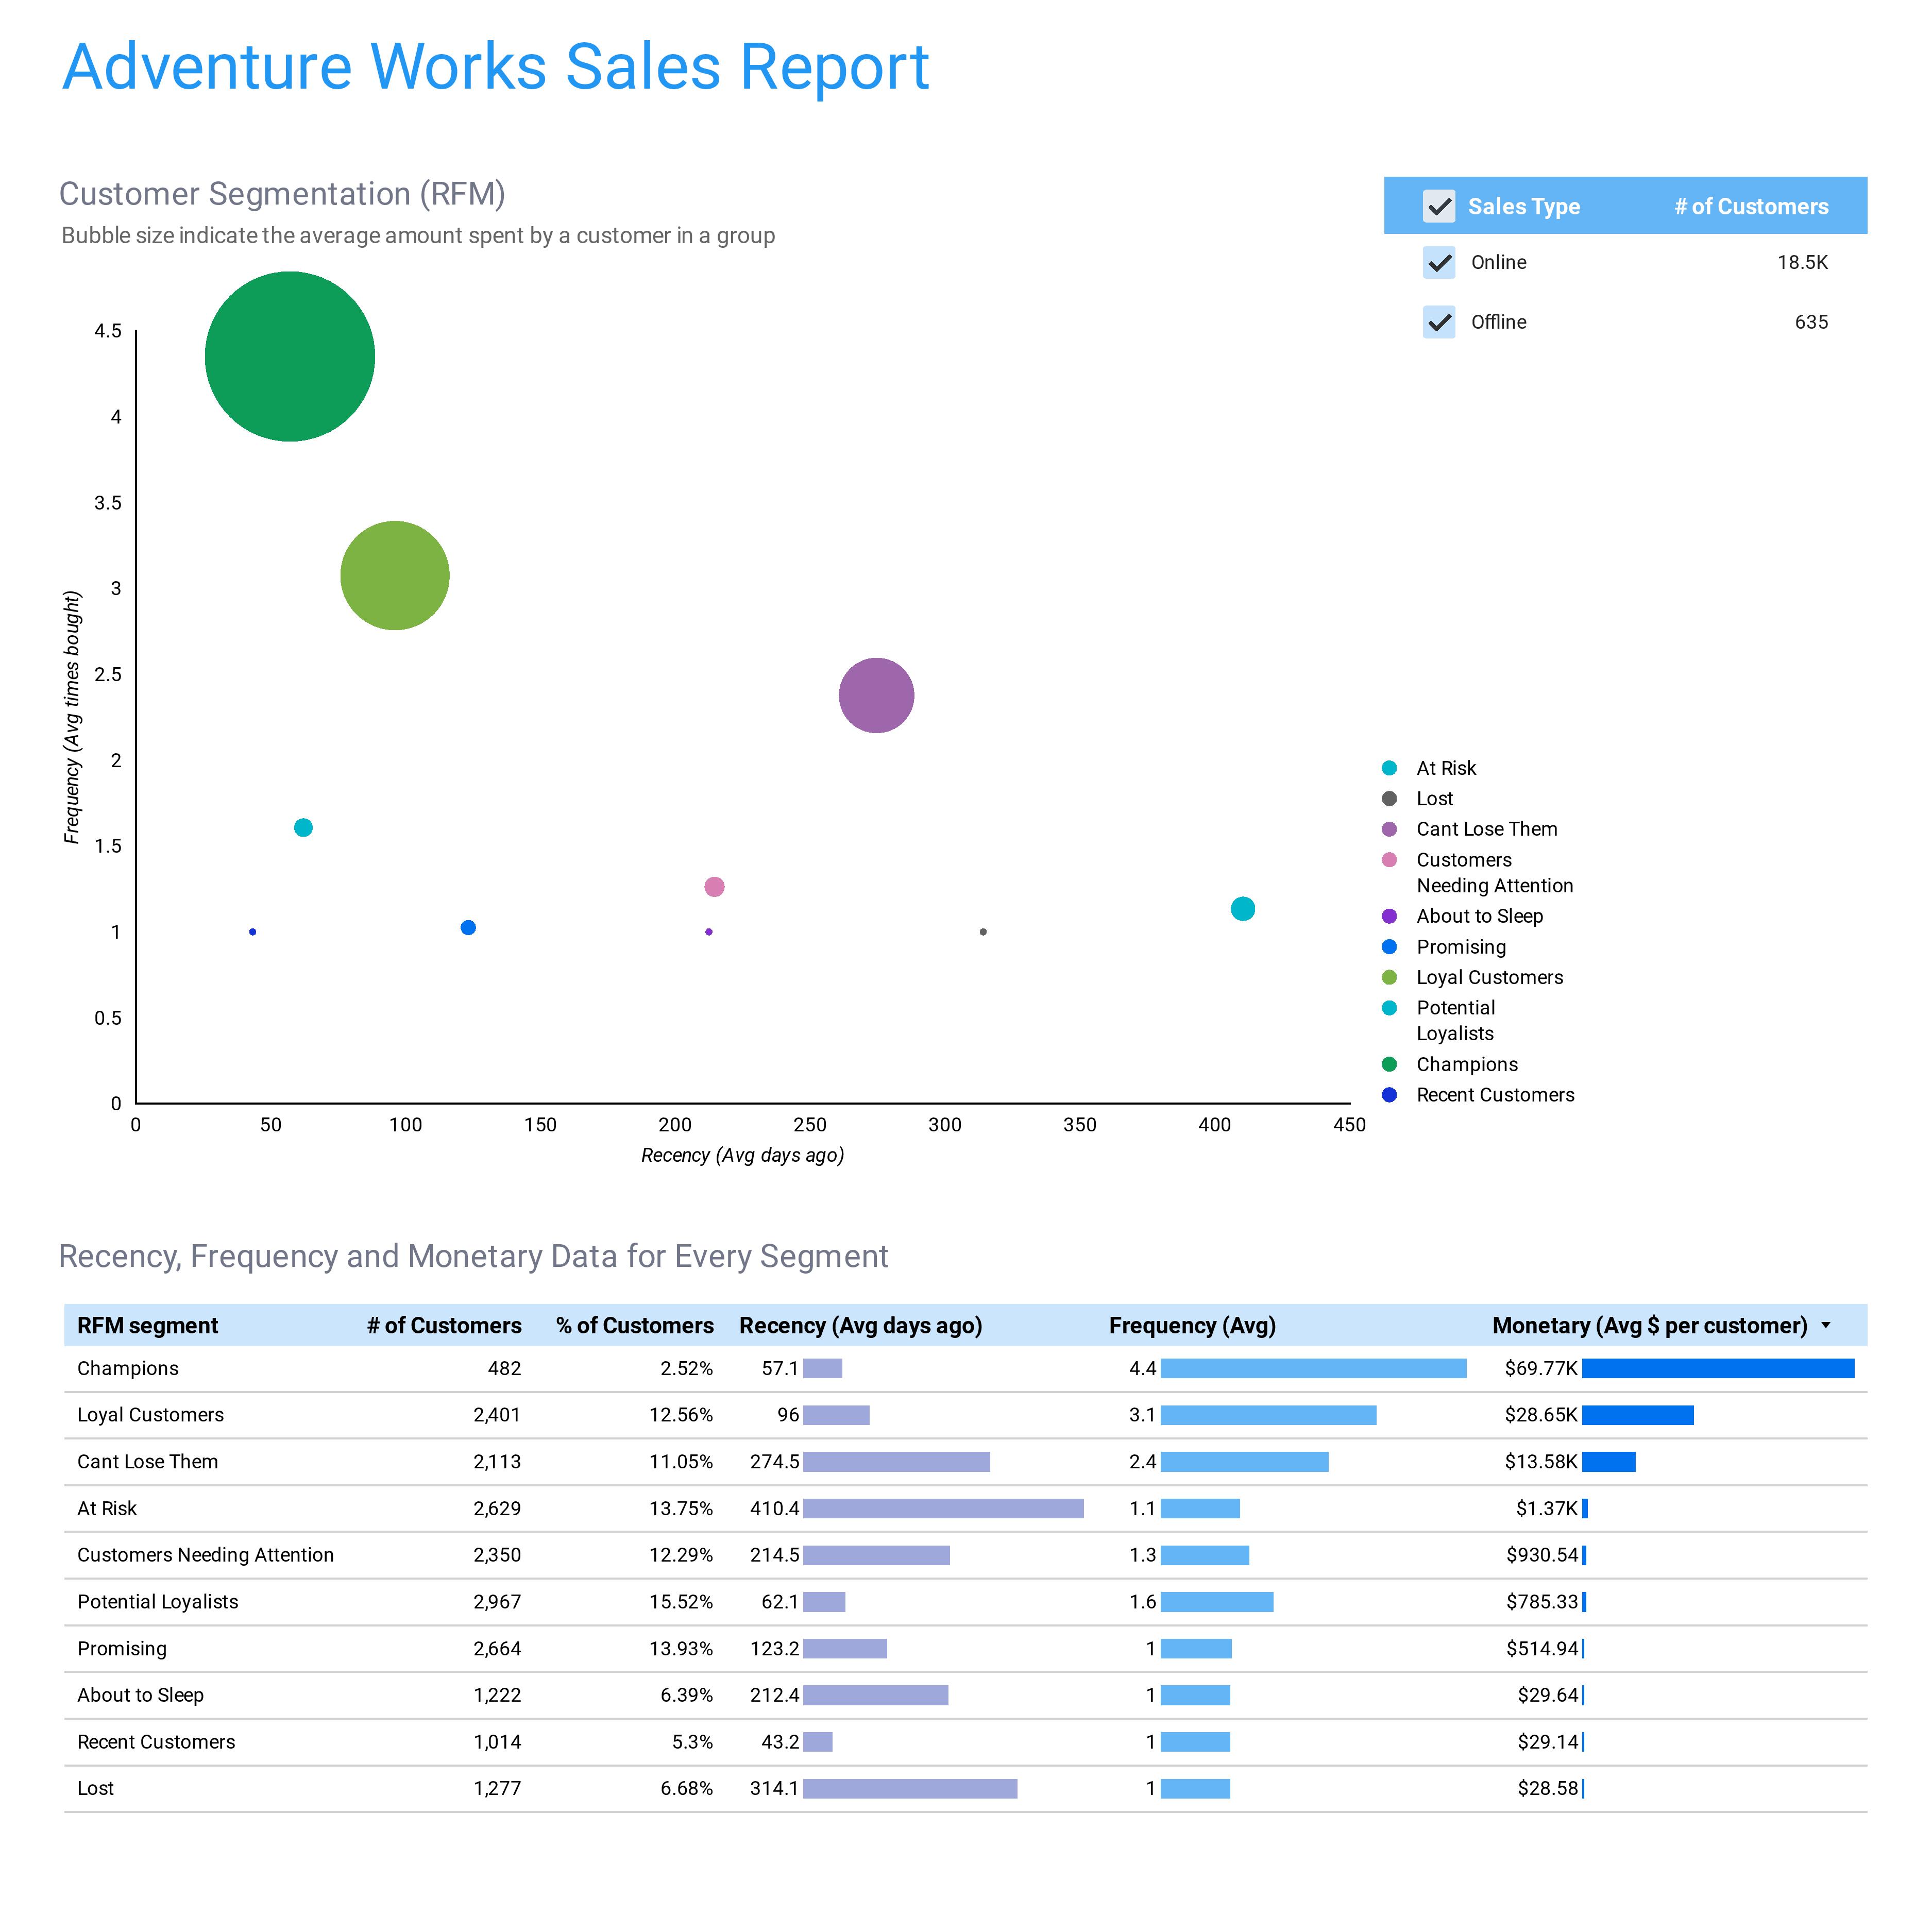 Adventure Works Sales Report
Customer Segmentation (RFM)
Bubble size indicate the average amount spent by a customer in a group
Sales Type # of Customers
Online 18.5K
Offline 635
4.5
4
3.5
3
2.5
2
1.5
1
0.5
0
Frequency (Avg times bought)
0 50 100 150 200 250 300 350 400 450
Recency (Avg days ago)
At Risk
Lost
Cant Lose Them
Customers
Needing Attention
About to Sleep
Promising
Loyal Customers
Potential
Loyalists
Champions
Recent Customers
Recency, Frequency and Monetary Data for Every Segment
RFM segment # of Customers % of Customers Recency (Avg days ago) Frequency (Avg) Monetary (Avg $ per customer)
Champions 482 2.52% 57.1 4.4 $69.77K
Loyal Customers 2,401 12.56% 96 3.1 $28.65K
Cant Lose Them 2,113 11.05% 274.5 2.4 $13.58K
At Risk 2,629 13.75% 410.4 1.1 $1.37K
Customers Needing Attention 2,350 12.29% 214.5 1.3 $930.54
Potential Loyalists 2,967 15.52% 62.1 1.6 $785.33
Promising 2,664 13.93% 123.2 1 $514.94
About to Sleep 1,222 6.39% 212.4 1 $29.64
Recent Customers 1,014 5.3% 43.2 1 $29.14
Lost 1,277 6.68% 314.1 1 $28.58